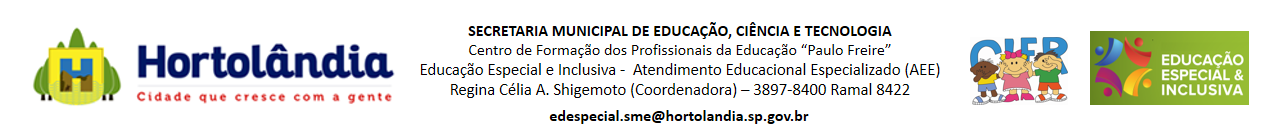 Hortolândia
Cidade que cresce com a gente
SECRETARIA MUNICIPAL DE EDUCAÇÃO, CIÊNCIA E TECNOLOGIA
Centro de Formação dos Profissionais da Educação “Paulo Freire”
Educação Especial e Inclusiva - Atendimento Educacional Especializado (AEE)
Regina Célia A. Shigemoto (Coordenadora) – 3897-8400 Ramal 8422
edespecial.sme@hortolandia.sp.gov.br
CIER
EDUCAÇÃO
ESPECIAL &
INCLUSIVA